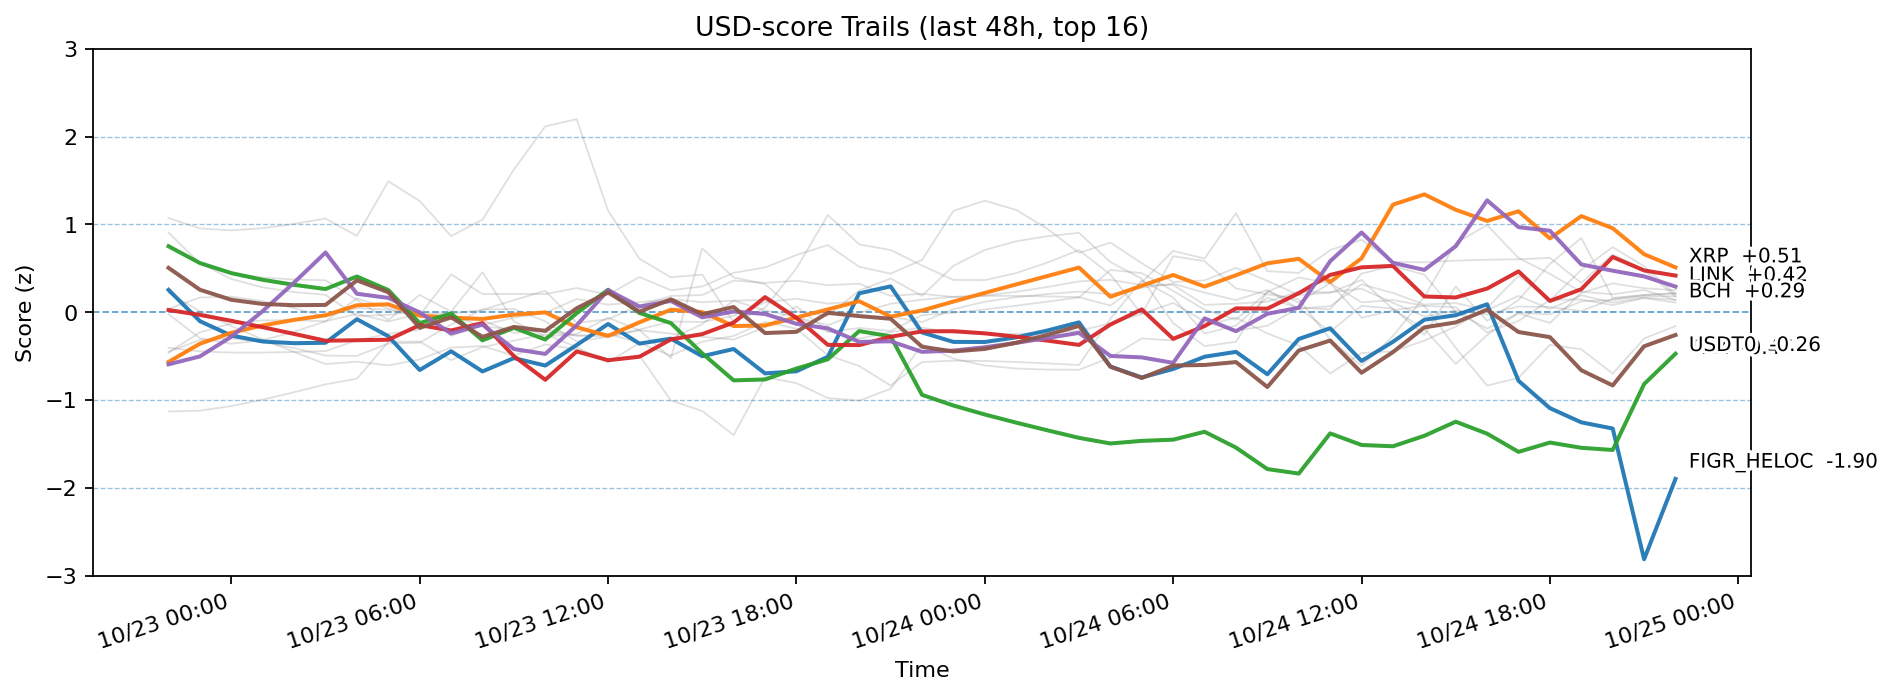 USD-score Trails (last 48h, top 16)
Score (z)
3
2
1
0
−1
−2
−3
XRP +0.51
LINK +0.42
BCH +0.29
USDT0 -0.26
FIGR_HELOC -1.90
10/23 00:00
10/23 06:00
10/23 12:00
10/23 18:00
10/24 00:00
10/24 06:00
10/24 12:00
10/24 18:00
10/25 00:00
Time